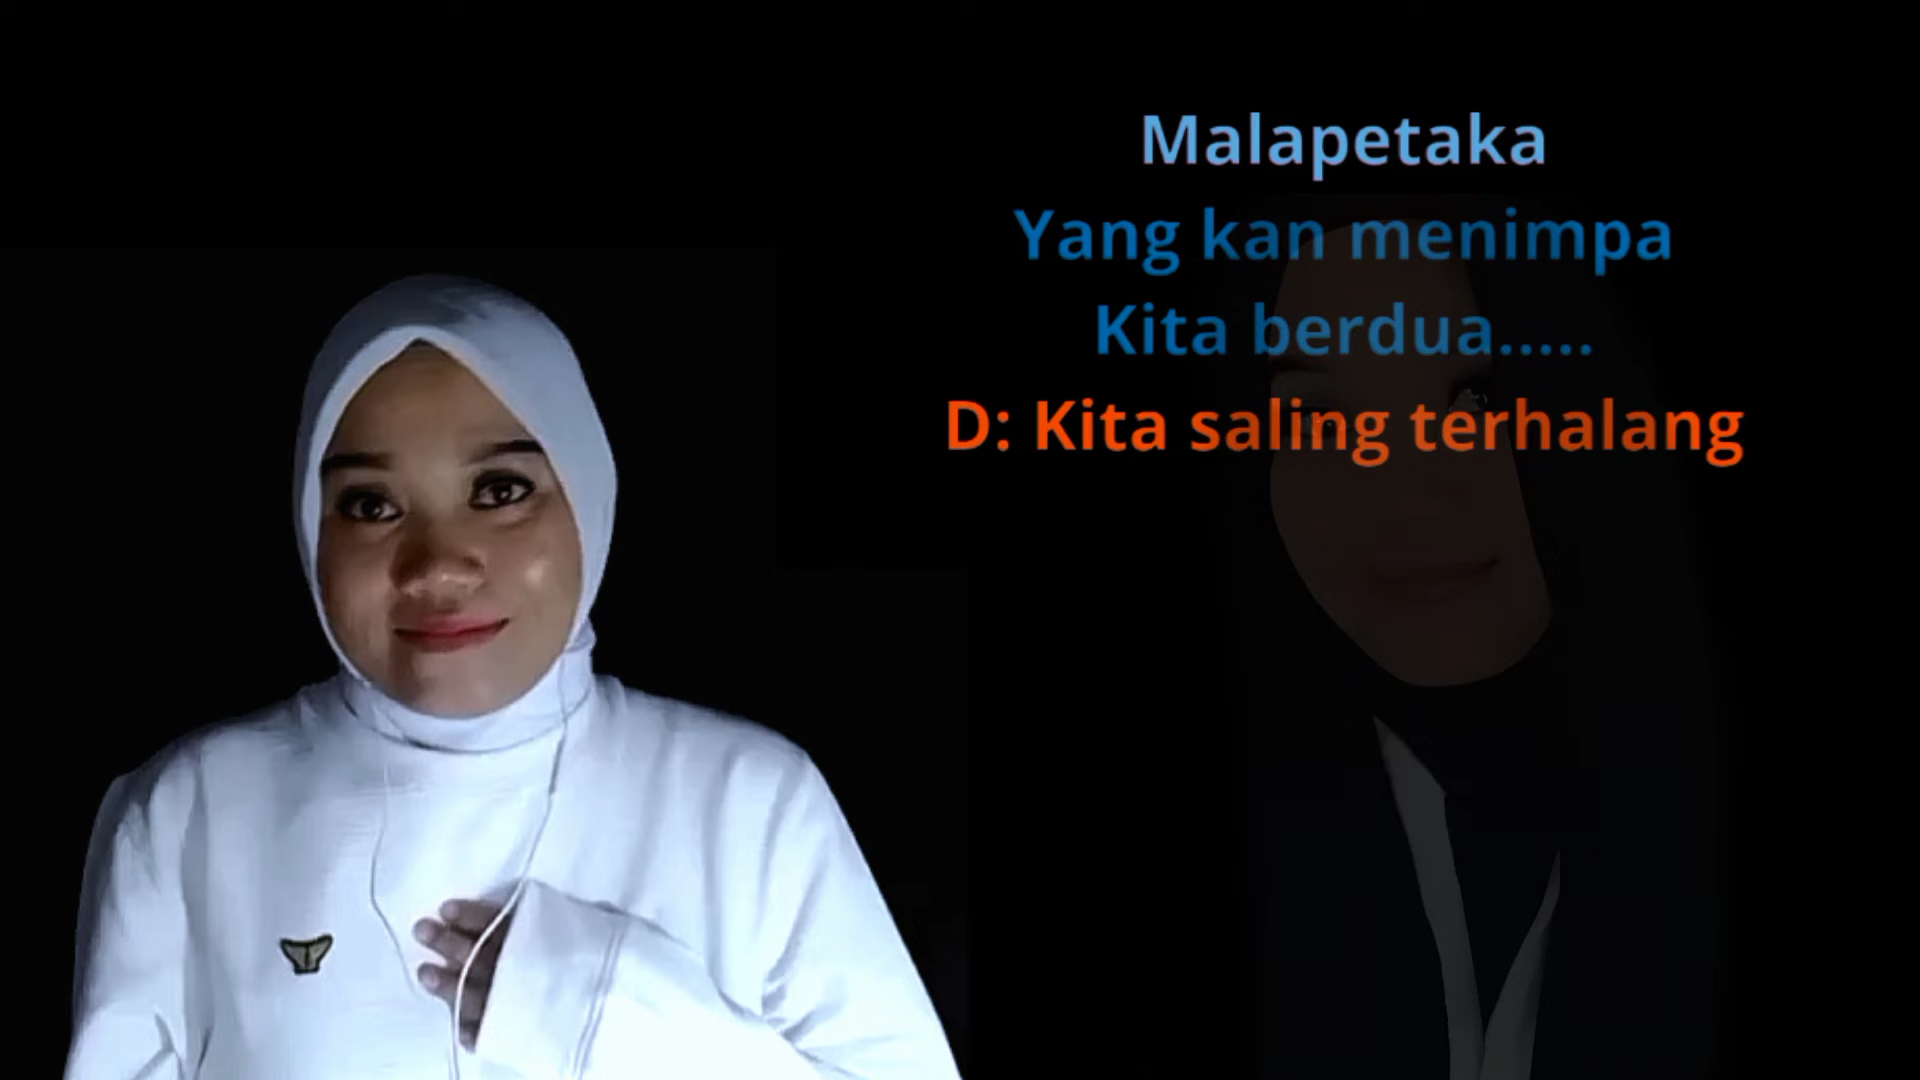 Malapetaka
Yang kan menimpa
Kita berdua.....
D: Kita saling terhalang